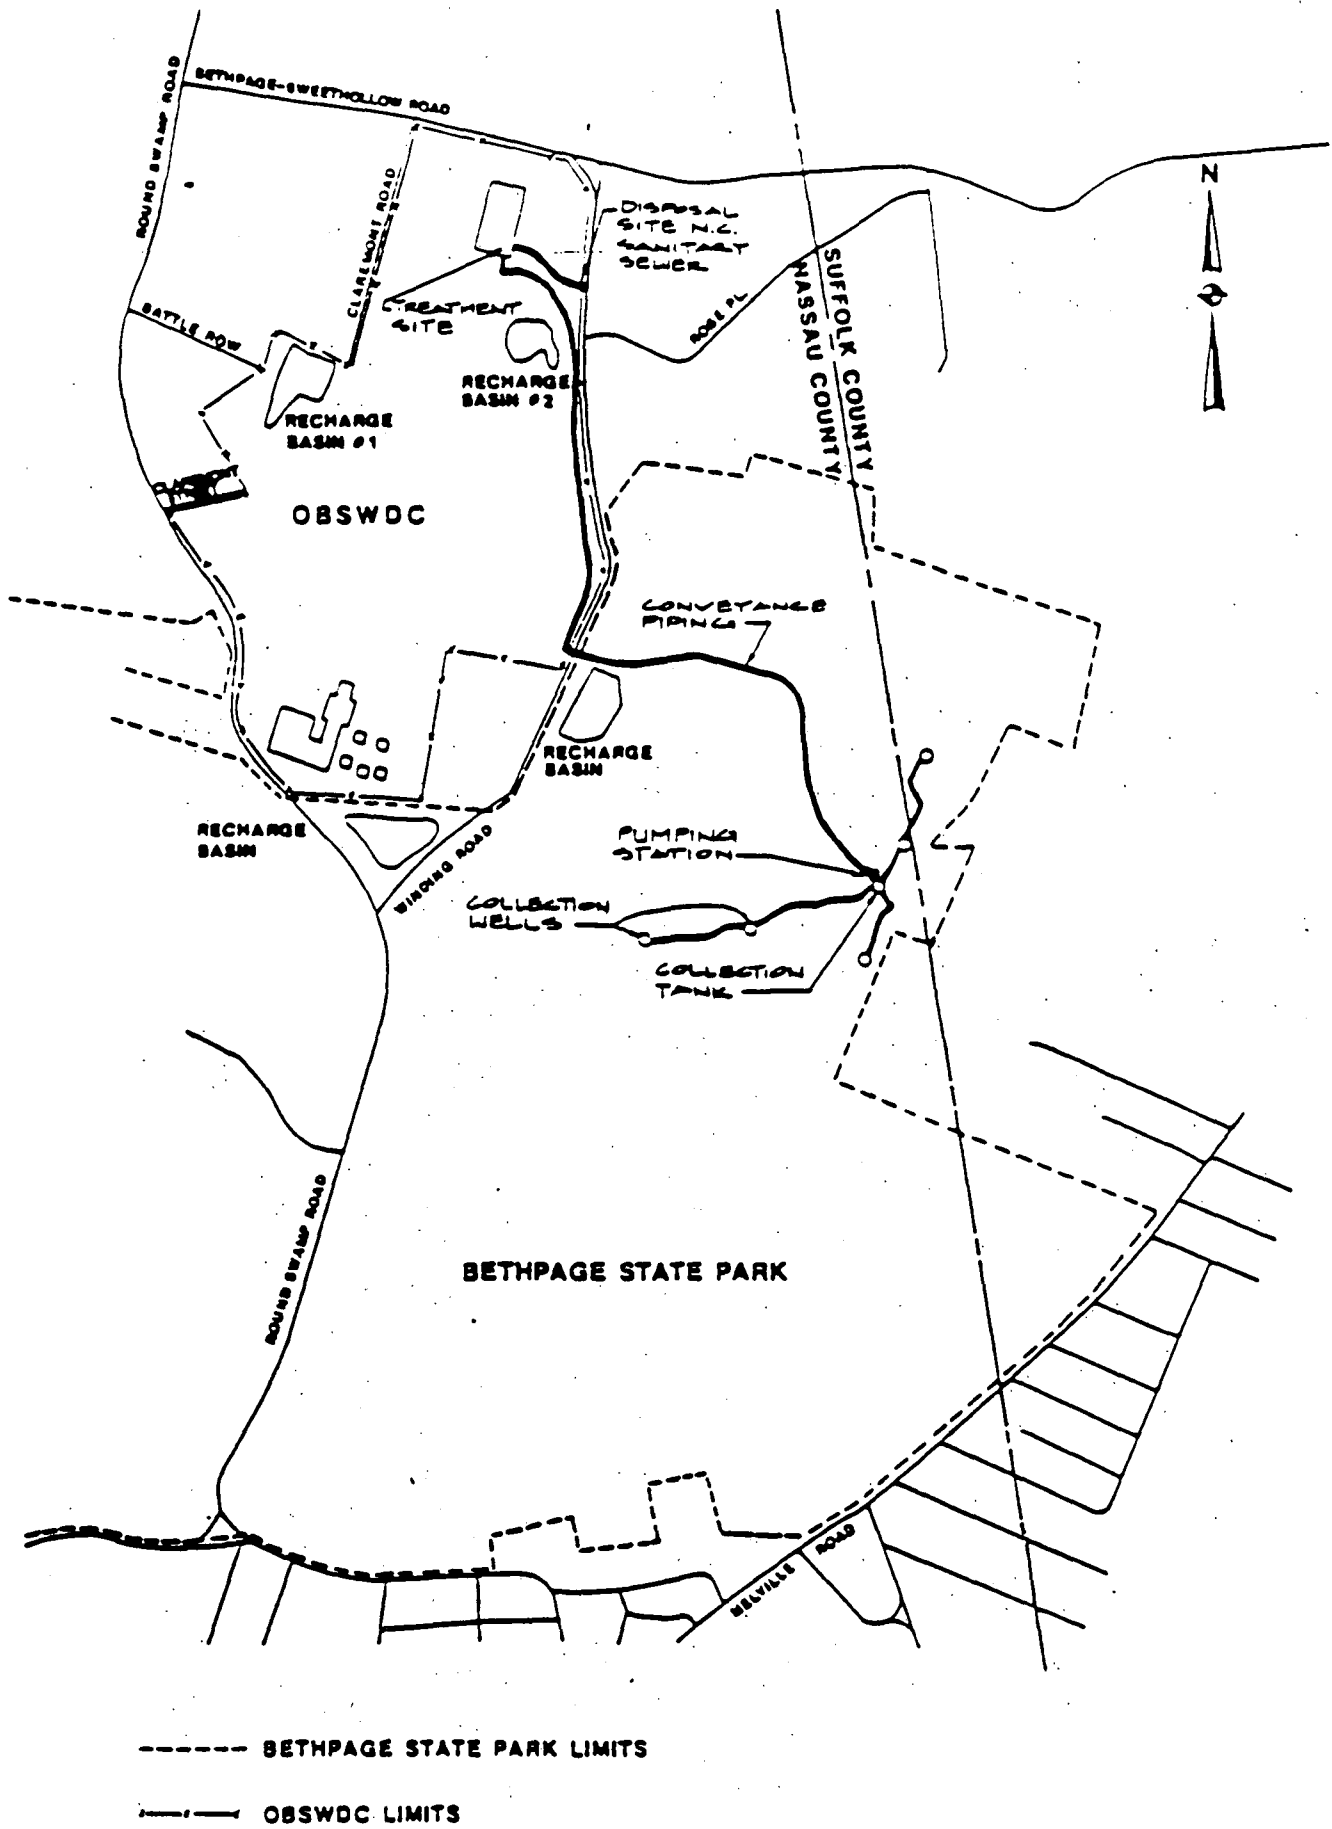 BETHPAGE-SWEETHOLLOW ROAD
ROUND SWAMP ROAD
CLAREMONT ROAD
N
DISPOSAL
SITE N.C.
SANITARY
SEWER
SUFFOLK COUNTY
NASSAU COUNTY
BATTLE ROW
TREATMENT
SITE
ROSE PL
RECHARGE
BASIN #2
RECHARGE
BASIN #1
OBSWDC
CONVEYANCE
PIPING
RECHARGE
BASIN
RECHARGE
BASIN
WINDING ROAD
PUMPING
STATION
COLLECTION
WELLS
COLLECTION
TANK
ROUND SWAMP ROAD
BETHPAGE STATE PARK
MELVILLE ROAD
BETHPAGE STATE PARK LIMITS
OBSWDC LIMITS